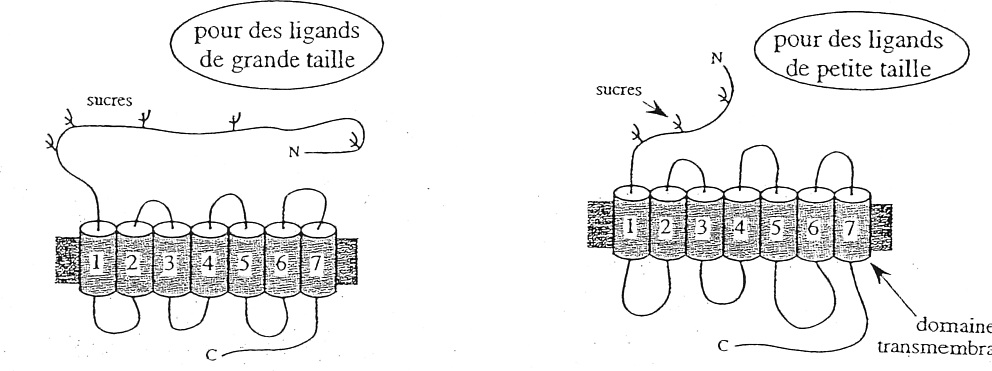 pour des ligands
de grande taille
sucres
N
1 2 3 4 5 6 7
C
pour des ligands
de petite taille
N
sucres
1 2 3 4 5 6 7
C
domaine
transmembra